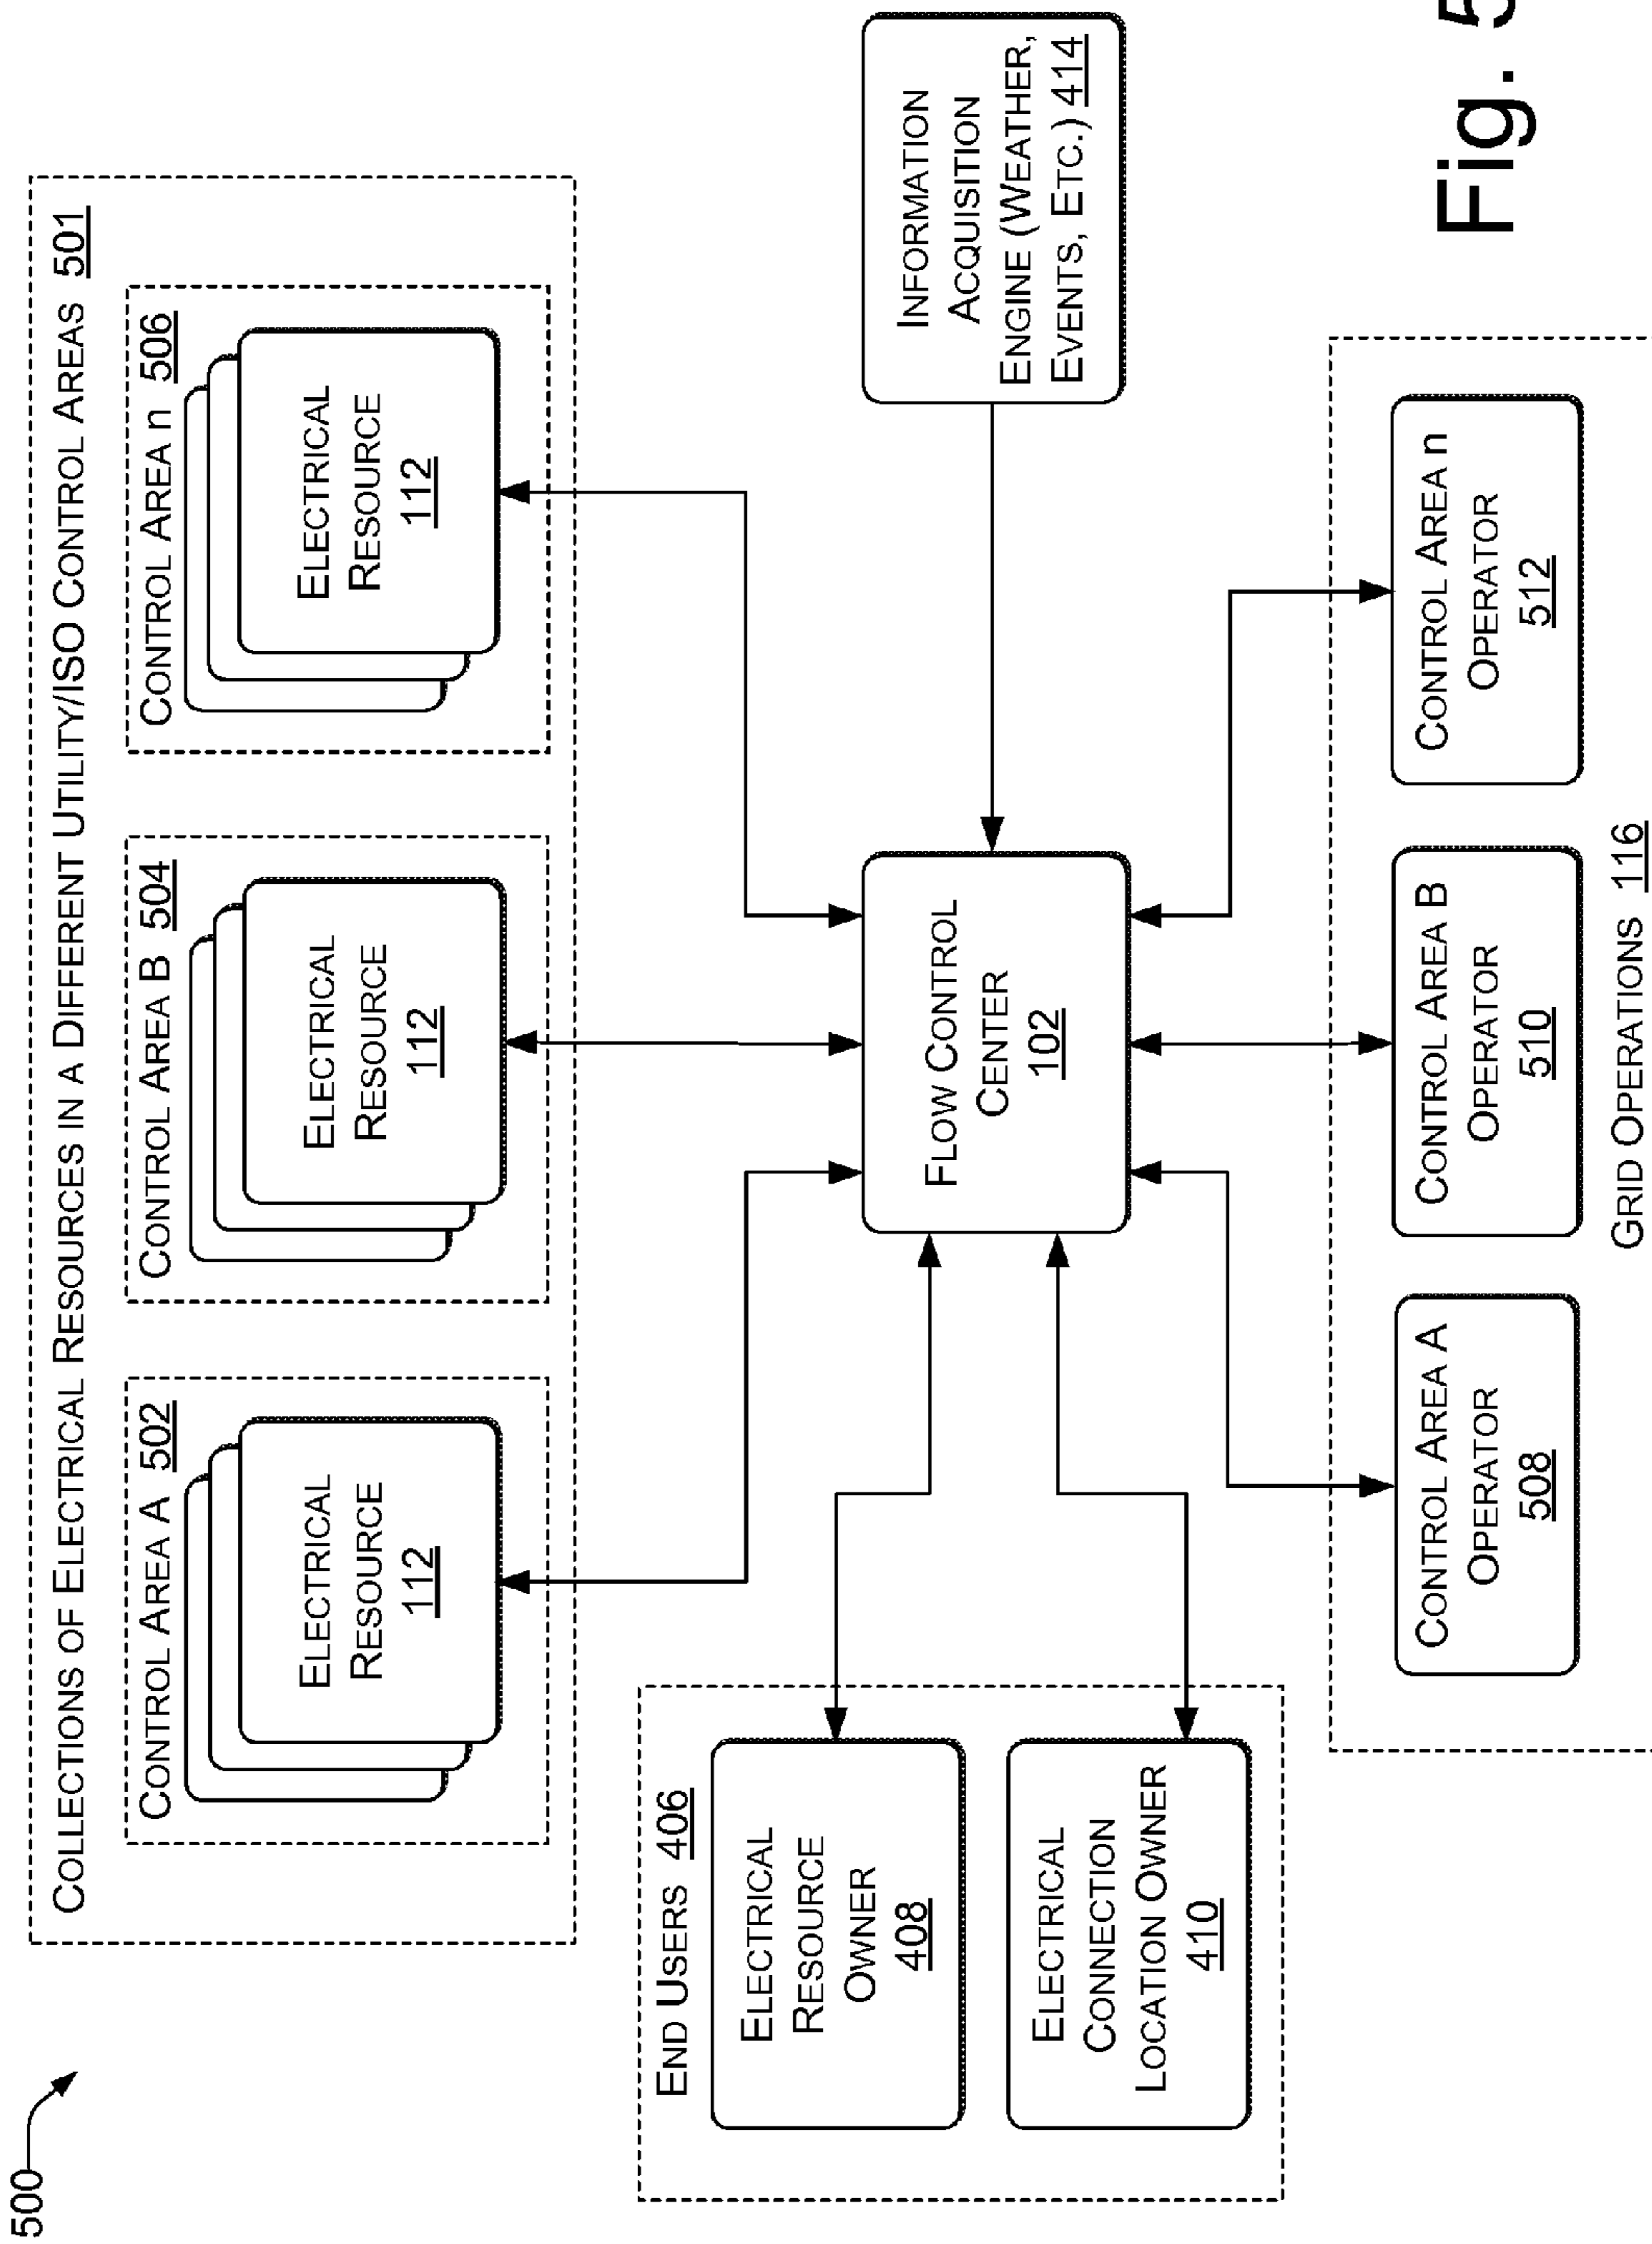 500
COLLECTIONS OF ELECTRICAL RESOURCES IN A DIFFERENT UTILITY/ISO CONTROL AREAS 501
CONTROL AREA A 502
ELECTRICAL
RESOURCE
112
CONTROL AREA B 504
ELECTRICAL
RESOURCE
112
CONTROL AREA n 506
ELECTRICAL
RESOURCE
112
END USERS 406
ELECTRICAL
RESOURCE
OWNER
408
ELECTRICAL
CONNECTION
LOCATION OWNER
410
FLOW CONTROL
CENTER
102
INFORMATION
ACQUISITION
ENGINE (WEATHER,
EVENTS, ETC.) 414
CONTROL AREA A
OPERATOR
508
CONTROL AREA B
OPERATOR
510
CONTROL AREA n
OPERATOR
512
GRID OPERATIONS 116
Fig. 5